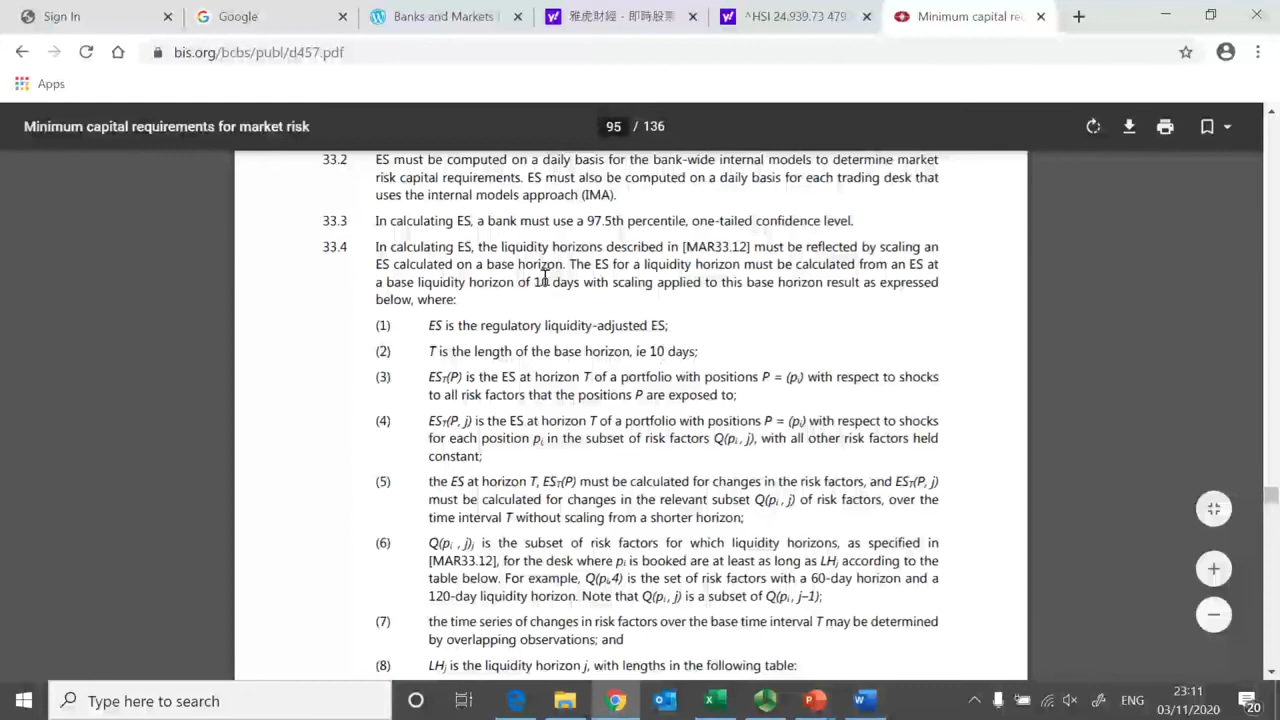 Sign In
Google
Banks and Markets
雅虎財經 - 即時股票
^HSI 24,939.73 479
Minimum capital re
bis.org/bcbs/publ/d457.pdf
Apps
Minimum capital requirements for market risk
95 / 136
33.2 ES must be computed on a daily basis for the bank-wide internal models to determine market
risk capital requirements. ES must also be computed on a daily basis for each trading desk that
uses the internal models approach (IMA).
33.3 In calculating ES, a bank must use a 97.5th percentile, one-tailed confidence level.
33.4 In calculating ES, the liquidity horizons described in [MAR33.12] must be reflected by scaling an
ES calculated on a base horizon. The ES for a liquidity horizon must be calculated from an ES at
a base liquidity horizon of 10 days with scaling applied to this base horizon result as expressed
below, where:
(1) ES is the regulatory liquidity-adjusted ES;
(2) T is the length of the base horizon, ie 10 days;
(3) EST(P) is the ES at horizon T of a portfolio with positions P = (pi) with respect to shocks
to all risk factors that the positions P are exposed to;
(4) EST(P, j) is the ES at horizon T of a portfolio with positions P = (pi) with respect to shocks
for each position pi in the subset of risk factors Q(pi , j), with all other risk factors held
constant;
(5) the ES at horizon T, EST(P) must be calculated for changes in the risk factors, and EST(P, j)
must be calculated for changes in the relevant subset Q(pi , j) of risk factors, over the
time interval T without scaling from a shorter horizon;
(6) Q(pi , j)j is the subset of risk factors for which liquidity horizons, as specified in
[MAR33.12], for the desk where pi is booked are at least as long as LHj according to the
table below. For example, Q(pi,4) is the set of risk factors with a 60-day horizon and a
120-day liquidity horizon. Note that Q(pi , j) is a subset of Q(pi , j–1);
(7) the time series of changes in risk factors over the base time interval T may be determined
by overlapping observations; and
(8) LHj is the liquidity horizon j, with lengths in the following table:
Type here to search
ENG
23:11
03/11/2020
20